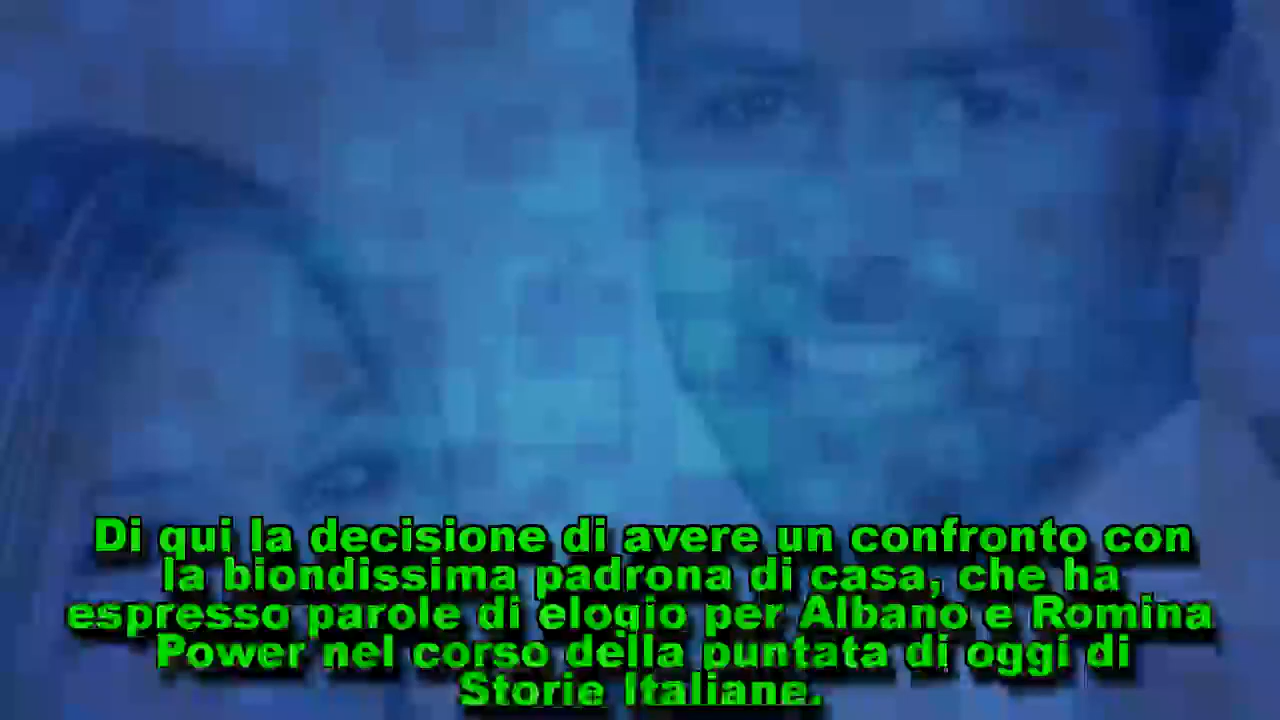 Di qui la decisione di avere un confronto con
la biondissima padrona di casa, che ha
espresso parole di elogio per Albano e Romina
Power nel corso della puntata di oggi di
Storie Italiane.